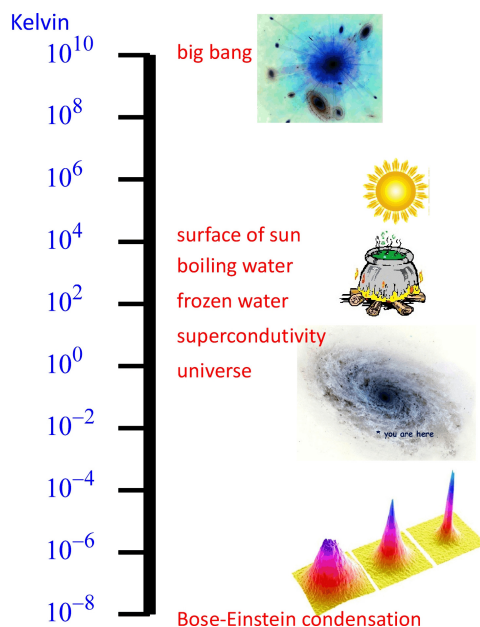 Kelvin
10^10 big bang
10^8
10^6
10^4 surface of sun
boiling water
10^2 frozen water
supercondutivity
10^0 universe
10^-2
" you are here
10^-4
10^-6
10^-8 Bose-Einstein condensation